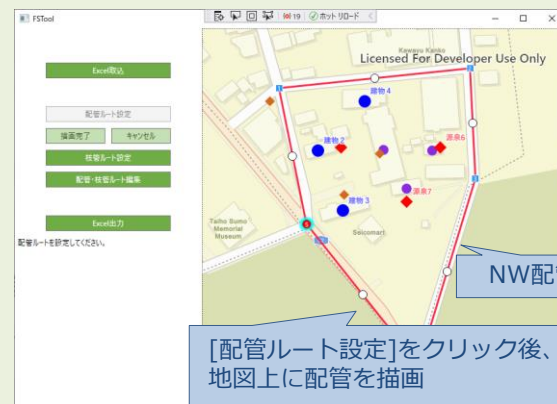 FSTool
19
ホット リロード
Excel取込
配管ルート設定
描画完了
キャンセル
枝管ルート設定
配管・枝管ルート編集
Excel出力
配管ルートを設定してください。
Kawayu Kanko
Licensed For Developer Use Only
建物4
建物2
源泉6
源泉7
建物3
Taiho Sumo
Memorial
Museum
Seicomart
NW配
[配管ルート設定]をクリック後、
地図上に配管を描画